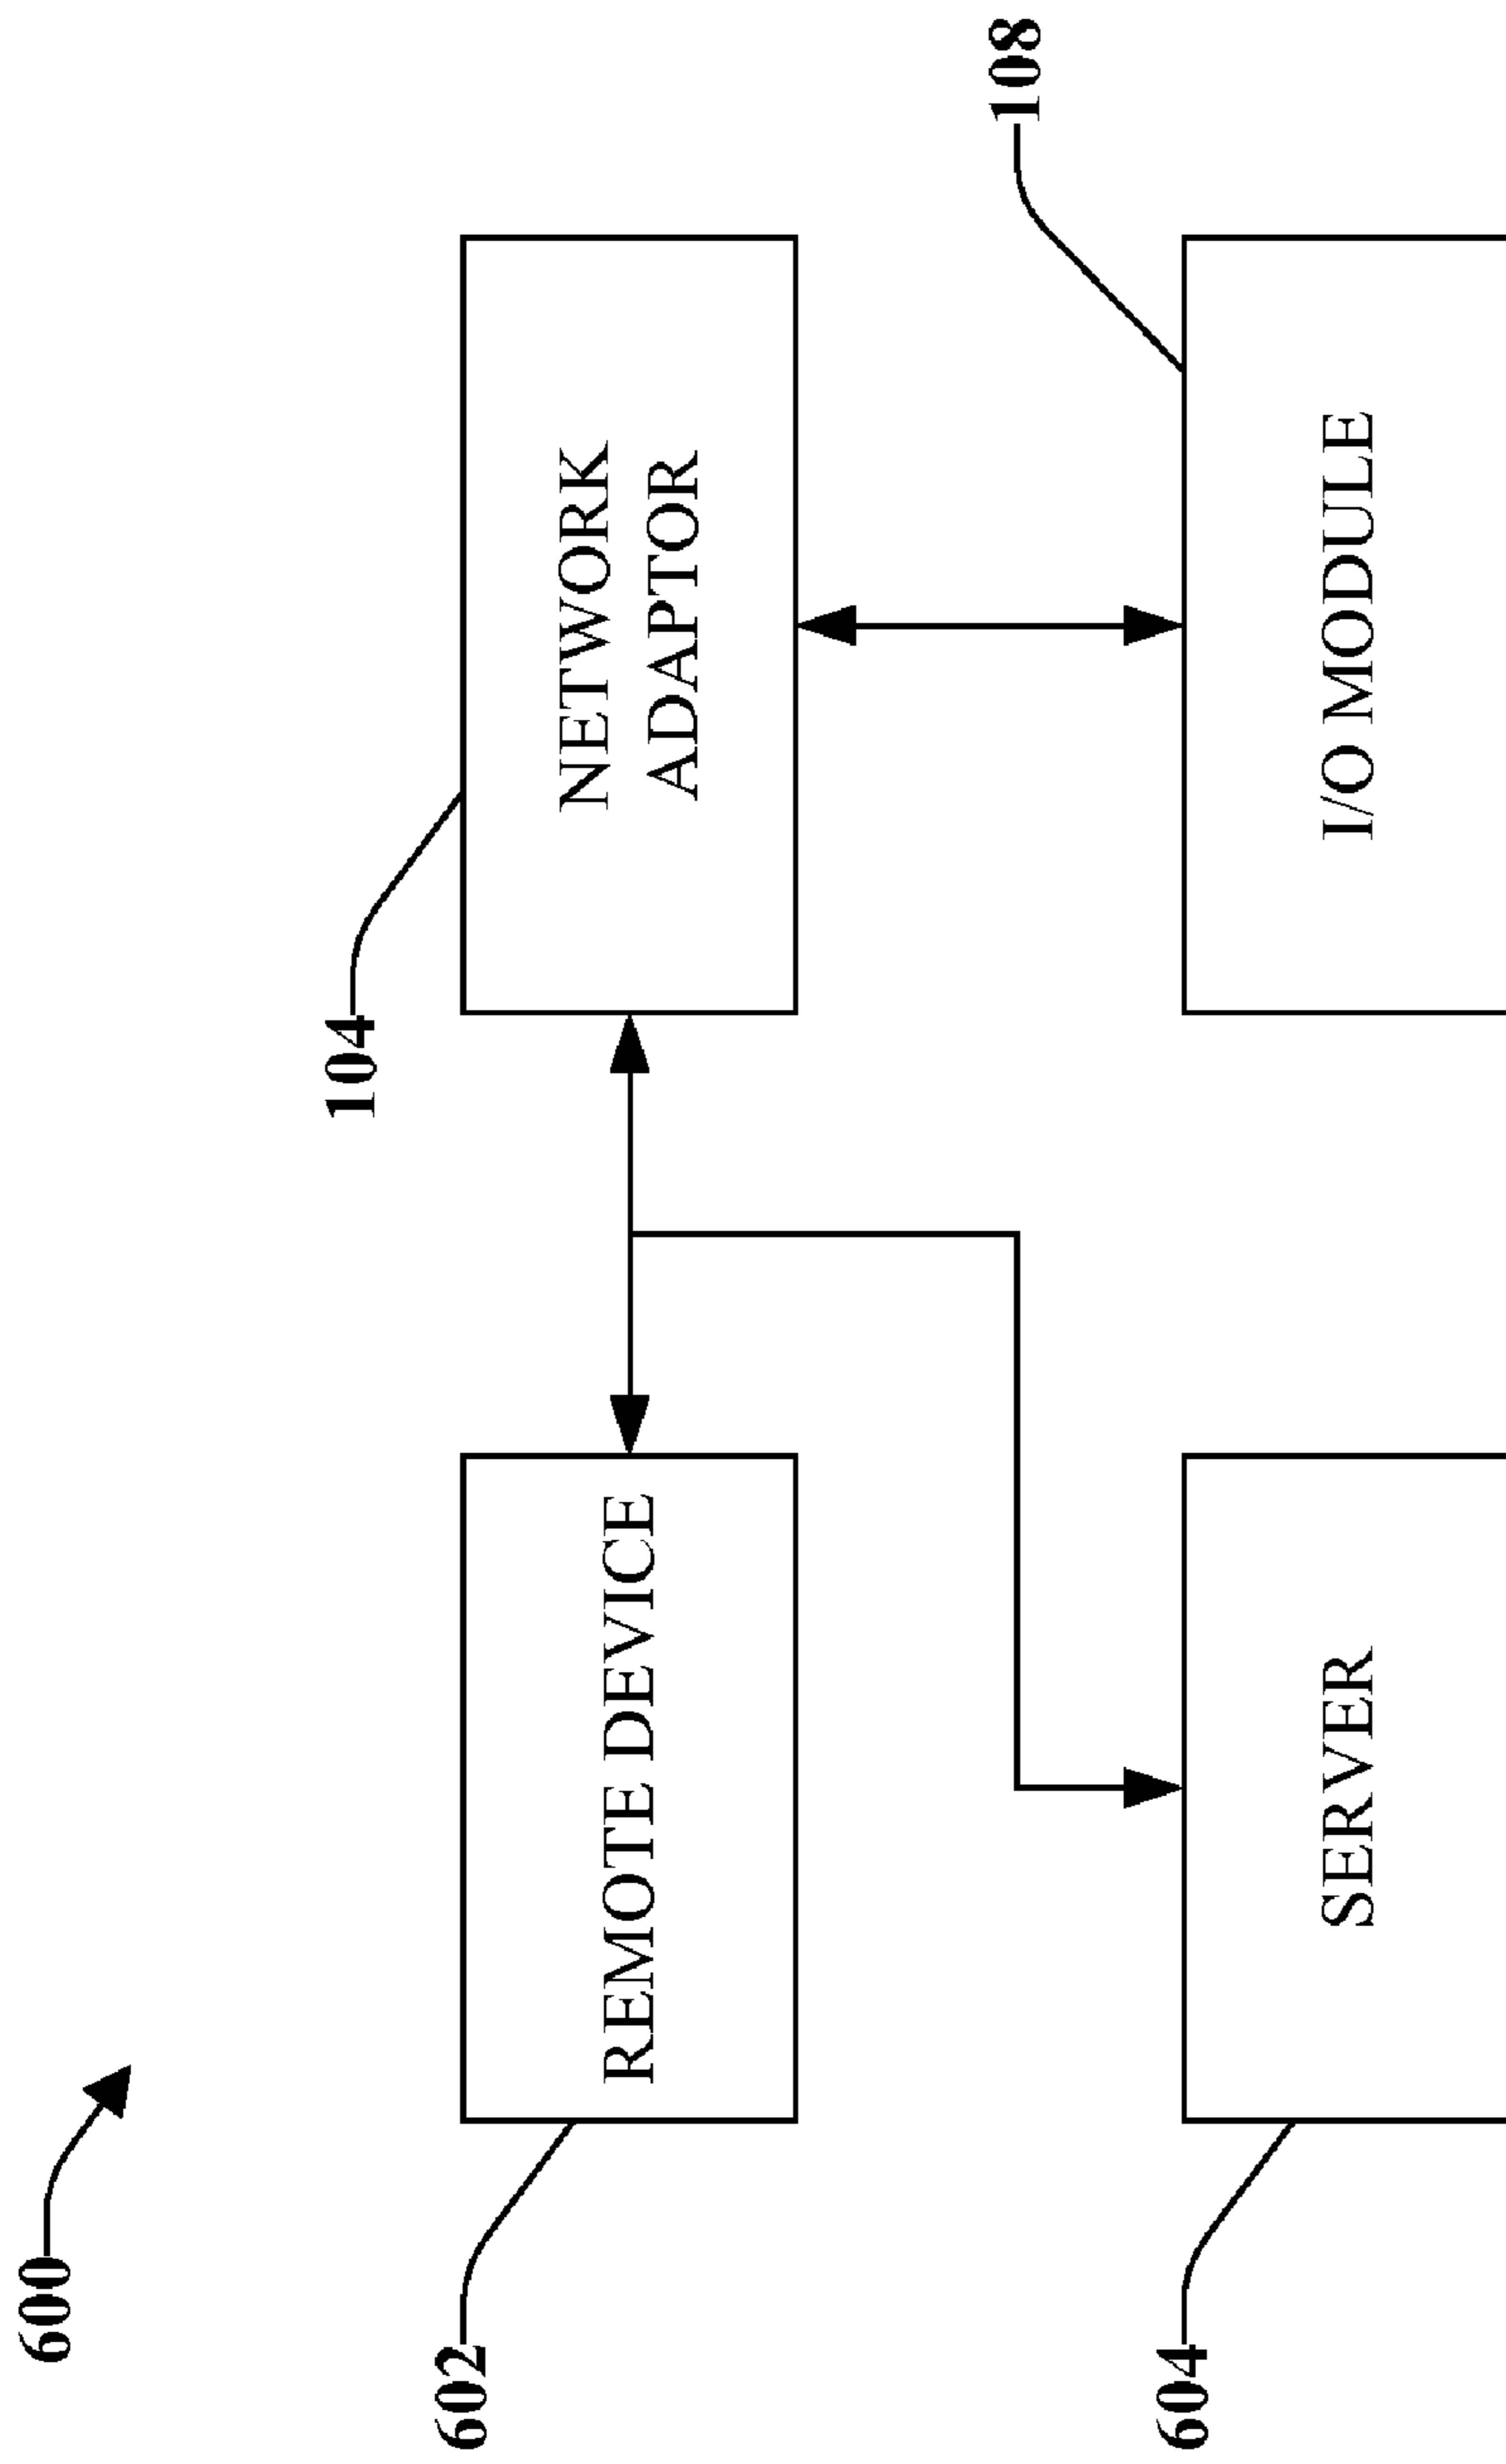 600
602
REMOTE DEVICE
104
NETWORK
ADAPTOR
604
SERVER
108
I/O MODULE